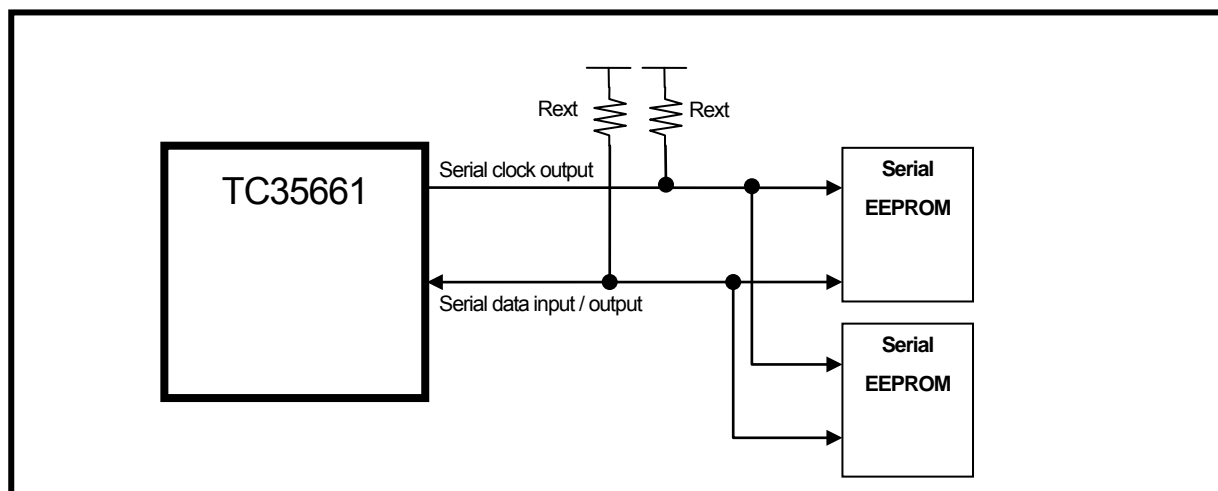 Rext
Rext
TC35661
Serial clock output
Serial
EEPROM
Serial data input / output
Serial
EEPROM